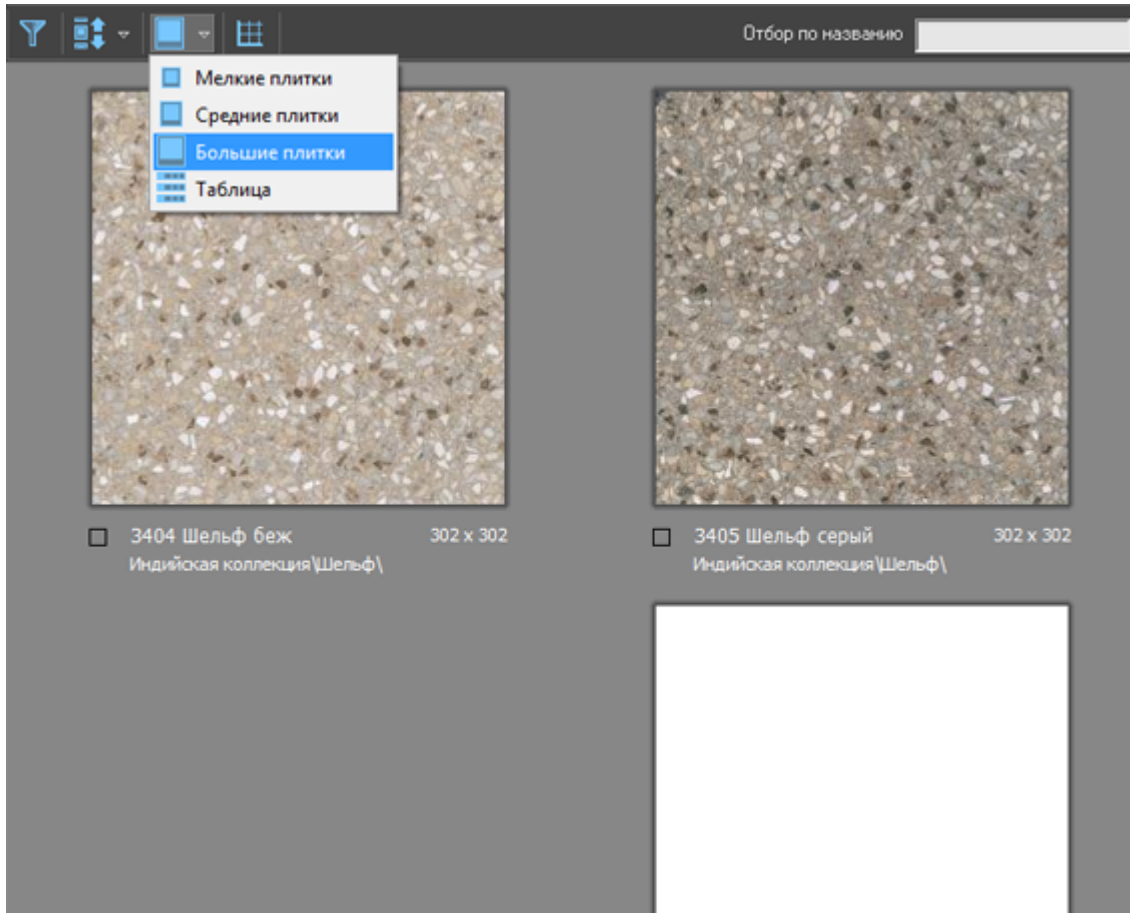 Отбор по названию
Мелкие плитки
Средние плитки
Большие плитки
Таблица
3404 Шельф беж 302 x 302
Индийская коллекция\Шельф\
3405 Шельф серый 302 x 302
Индийская коллекция\Шельф\